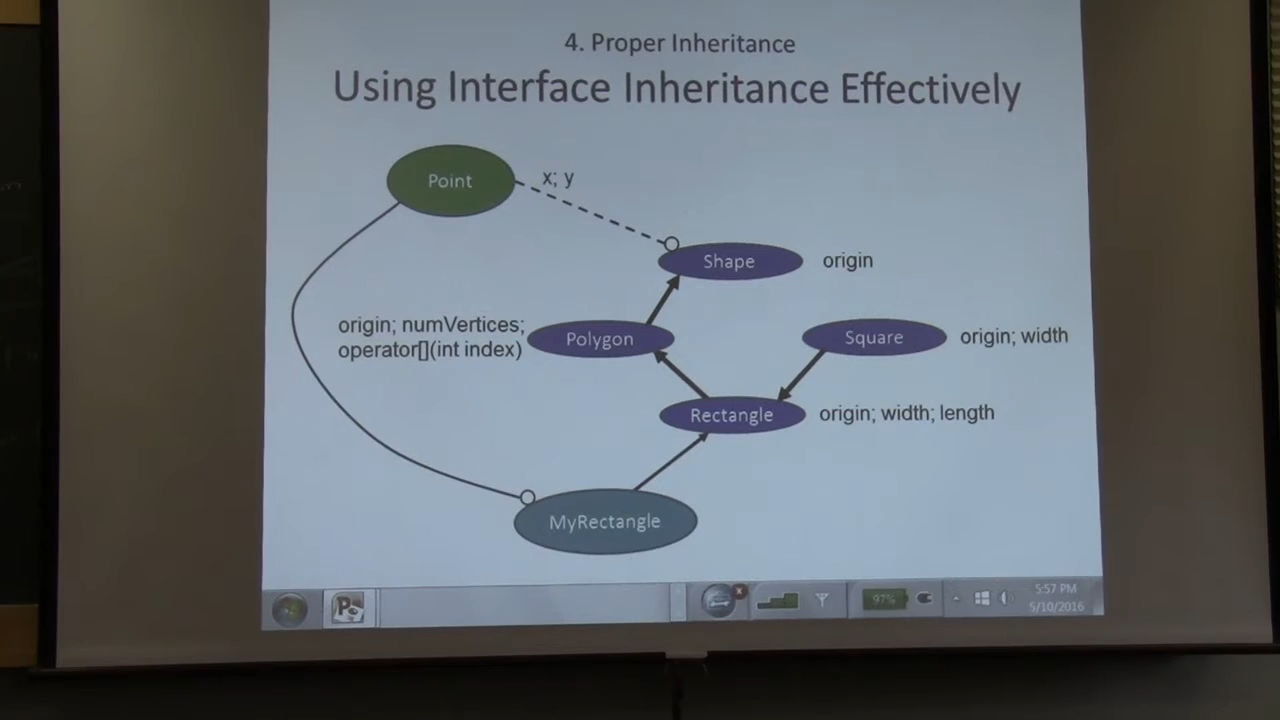 4. Proper Inheritance
Using Interface Inheritance Effectively
Point
x; y
Shape
origin
origin; numVertices;
operator[](int index)
Polygon
Square
origin; width
Rectangle
origin; width; length
MyRectangle
97%
5:57 PM
5/10/2016